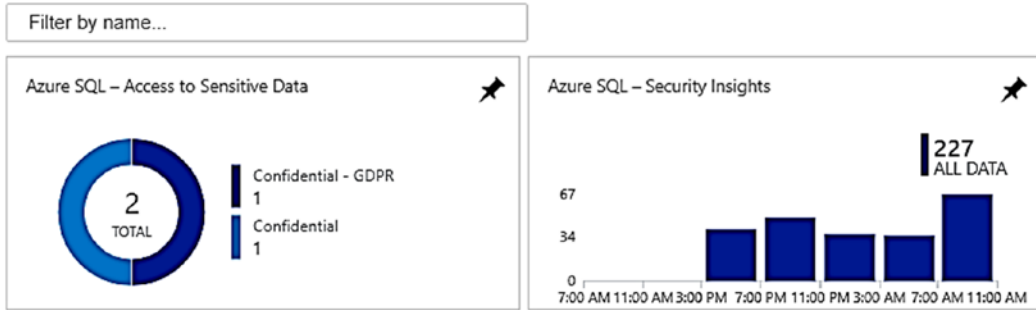 Filter by name...
Azure SQL – Access to Sensitive Data
2
TOTAL
Confidential - GDPR
1
Confidential
1
Azure SQL – Security Insights
227
ALL DATA
67
34
0
7:00 AM 11:00 AM 3:00 PM 7:00 PM 11:00 PM 3:00 AM 7:00 AM 11:00 AM